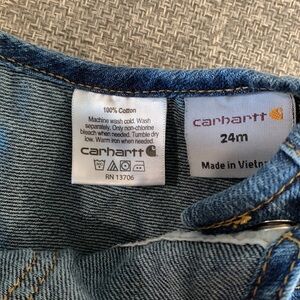 100% Cotton
Machine wash cold. Wash
separately. Only non-chlorine
bleach when needed. Tumble dry
low. Warm iron when needed.
carhartt
RN 13706
carhartt
24m
Made in Vietn